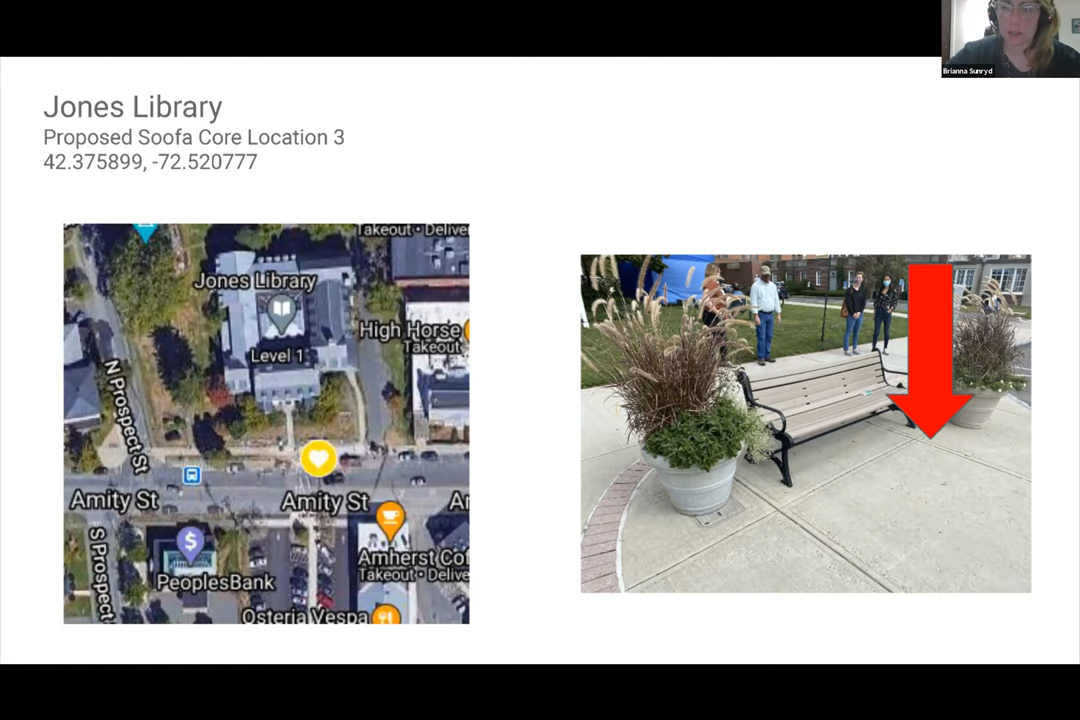 Brianna Sunryd
Jones Library
Proposed Soofa Core Location 3
42.375899, -72.520777
Takeout • Deliver
Jones Library
High Horse
Takeout
Level 1
N Prospect St
Amity St
Amity St
S Prospect
PeoplesBank
Amherst Cof
Takeout • Delive
Osteria Vespa